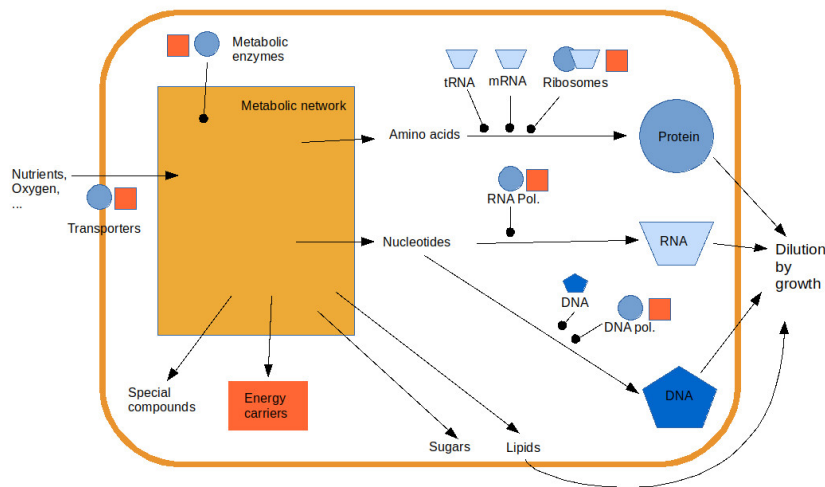 Metabolic
enzymes
Metabolic network
tRNA
mRNA
Ribosomes
Amino acids
Protein
Nutrients,
Oxygen,
...
Transporters
RNA Pol.
Nucleotides
RNA
Dilution
by
growth
DNA
DNA pol.
DNA
Special
compounds
Energy
carriers
Sugars
Lipids